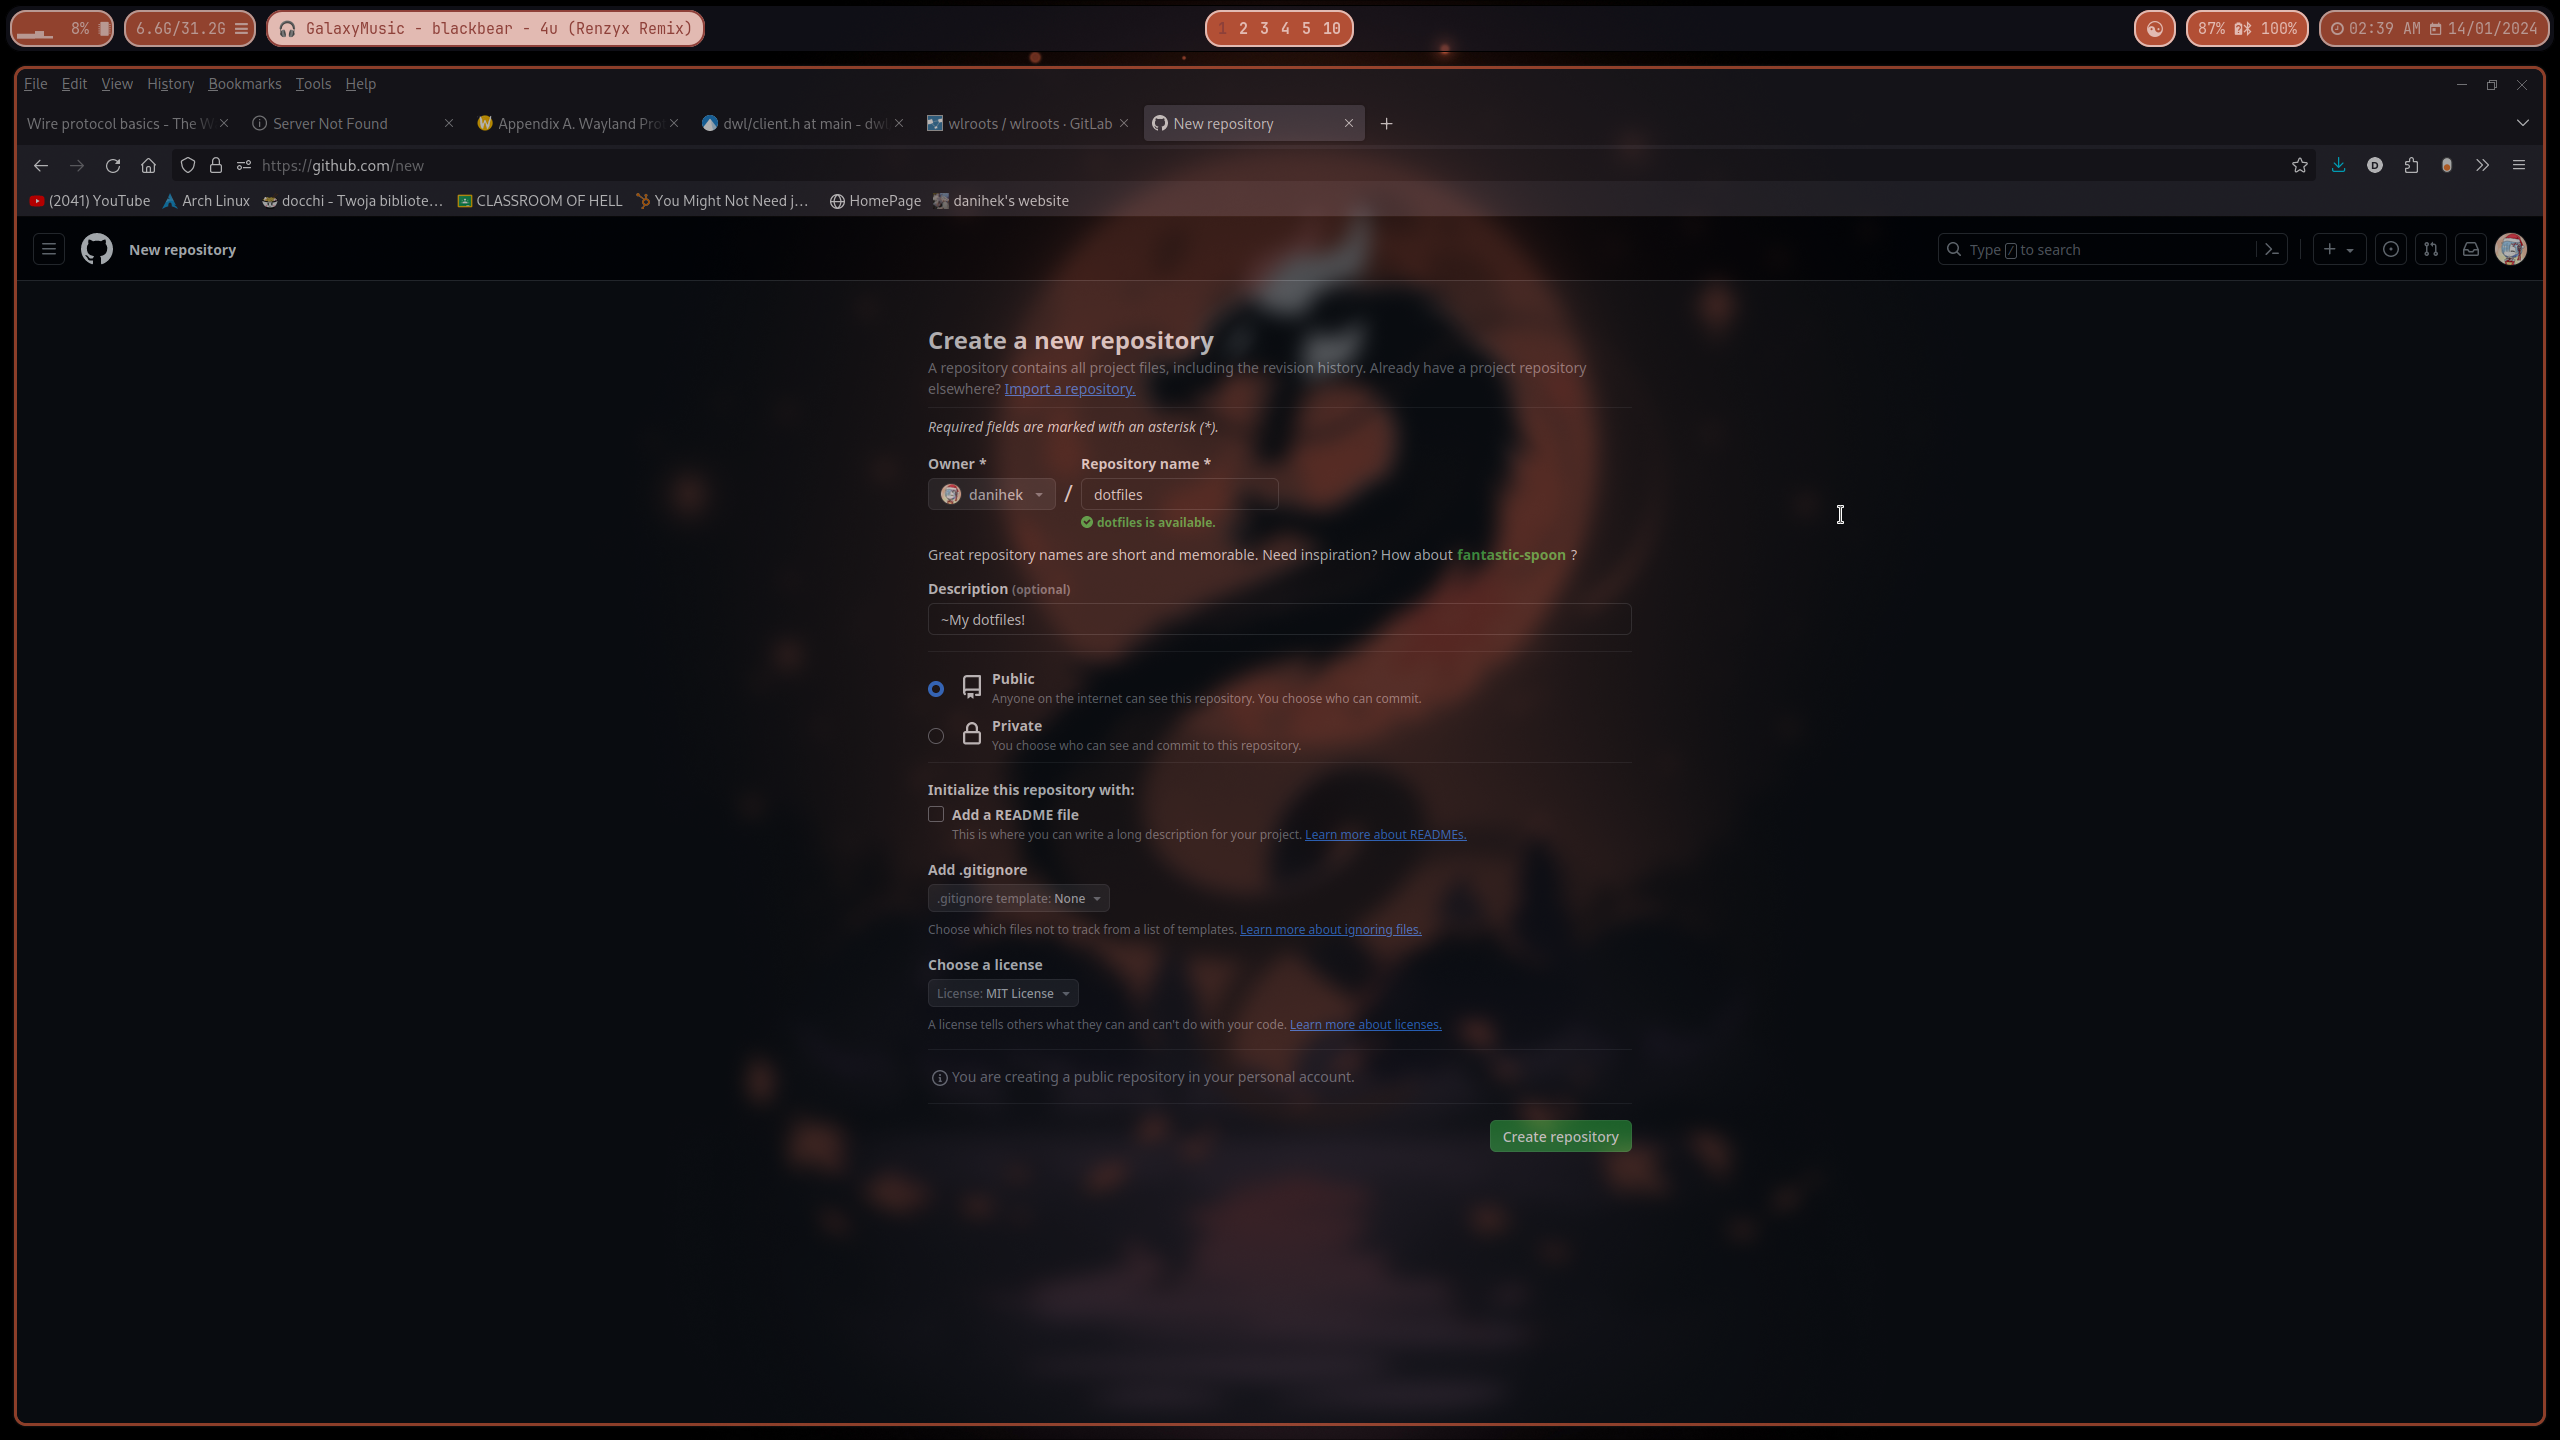 8%
6.6G/31.2G
GalaxyMusic - blackbear - 4u (Renzyx Remix)
1 2 3 4 5 10
87% 100%
02:39 AM 14/01/2024
File Edit View History Bookmarks Tools Help
Wire protocol basics - The W
Server Not Found
Appendix A. Wayland Pro
dwl/client.h at main - dwl
wlroots / wlroots · GitLab
New repository
https://github.com/new
(2041) YouTube
Arch Linux
docchi - Twoja bibliote…
CLASSROOM OF HELL
You Might Not Need j…
HomePage
danihek's website
New repository
Type / to search
Create a new repository
A repository contains all project files, including the revision history. Already have a project repository
elsewhere? Import a repository.
Required fields are marked with an asterisk (*).
Owner * Repository name *
danihek / dotfiles
dotfiles is available.
Great repository names are short and memorable. Need inspiration? How about fantastic-spoon ?
Description (optional)
~My dotfiles!
Public
Anyone on the internet can see this repository. You choose who can commit.
Private
You choose who can see and commit to this repository.
Initialize this repository with:
Add a README file
This is where you can write a long description for your project. Learn more about READMEs.
Add .gitignore
.gitignore template: None
Choose which files not to track from a list of templates. Learn more about ignoring files.
Choose a license
License: MIT License
A license tells others what they can and can't do with your code. Learn more about licenses.
You are creating a public repository in your personal account.
Create repository